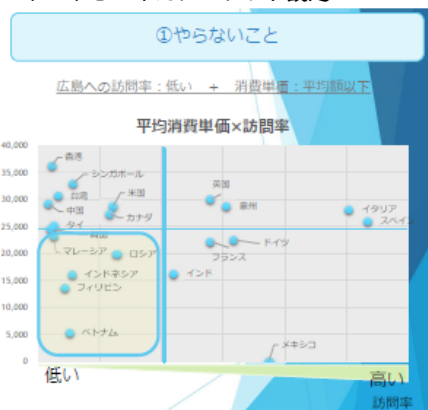 ①やらないこと
広島への訪問率：低い　+　消費単価：平均額以下
平均消費単価×訪問率
40,000
35,000
30,000
25,000
20,000
15,000
10,000
5,000
0
香港
シンガポール
台湾
米国
中国
カナダ
タイ
マレーシア
ロシア
インドネシア
フィリピン
ベトナム
英国
豪州
イタリア
スペイン
ドイツ
フランス
インド
メキシコ
低い
高い
訪問率